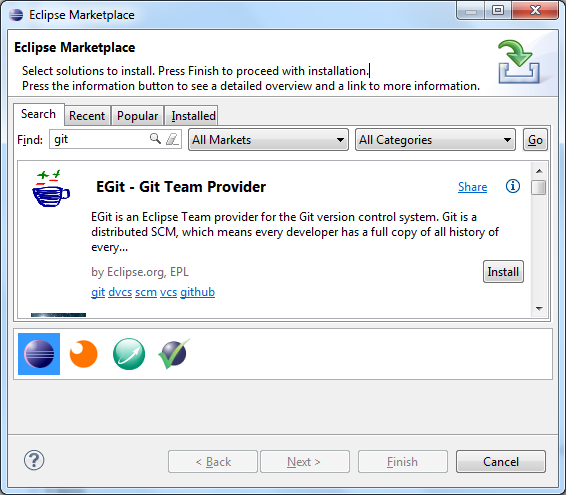 Eclipse Marketplace
Eclipse Marketplace
Select solutions to install. Press Finish to proceed with installation.
Press the information button to see a detailed overview and a link to more information.
Search Recent Popular Installed
Find: git All Markets All Categories Go
EGit - Git Team Provider Share
EGit is an Eclipse Team provider for the Git version control system. Git is a
distributed SCM, which means every developer has a full copy of all history of
every...
by Eclipse.org, EPL Install
git dvcs scm vcs github
< Back Next > Finish Cancel